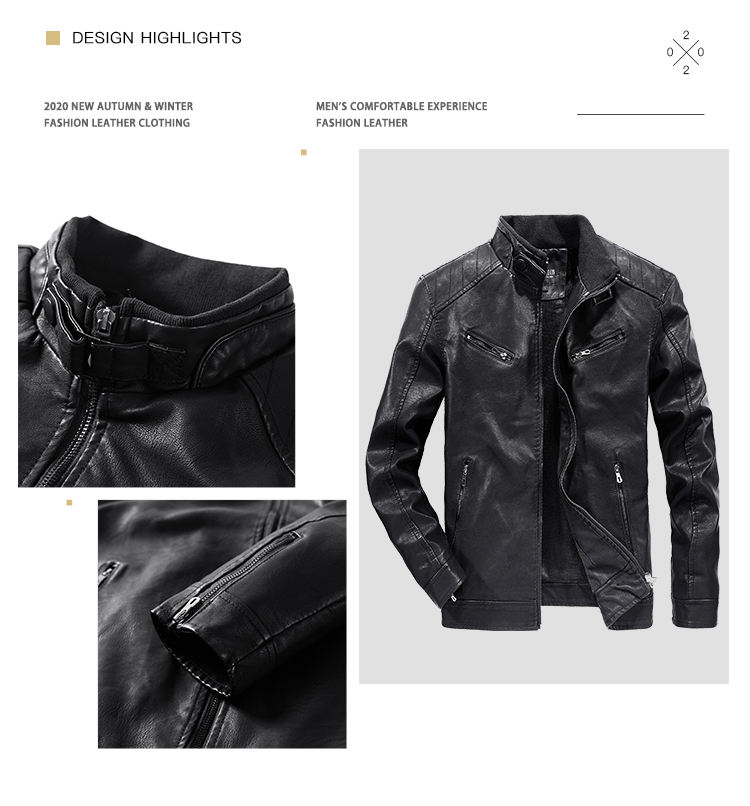 DESIGN HIGHLIGHTS
2
0 0
2
2020 NEW AUTUMN & WINTER
FASHION LEATHER CLOTHING
MEN'S COMFORTABLE EXPERIENCE
FASHION LEATHER